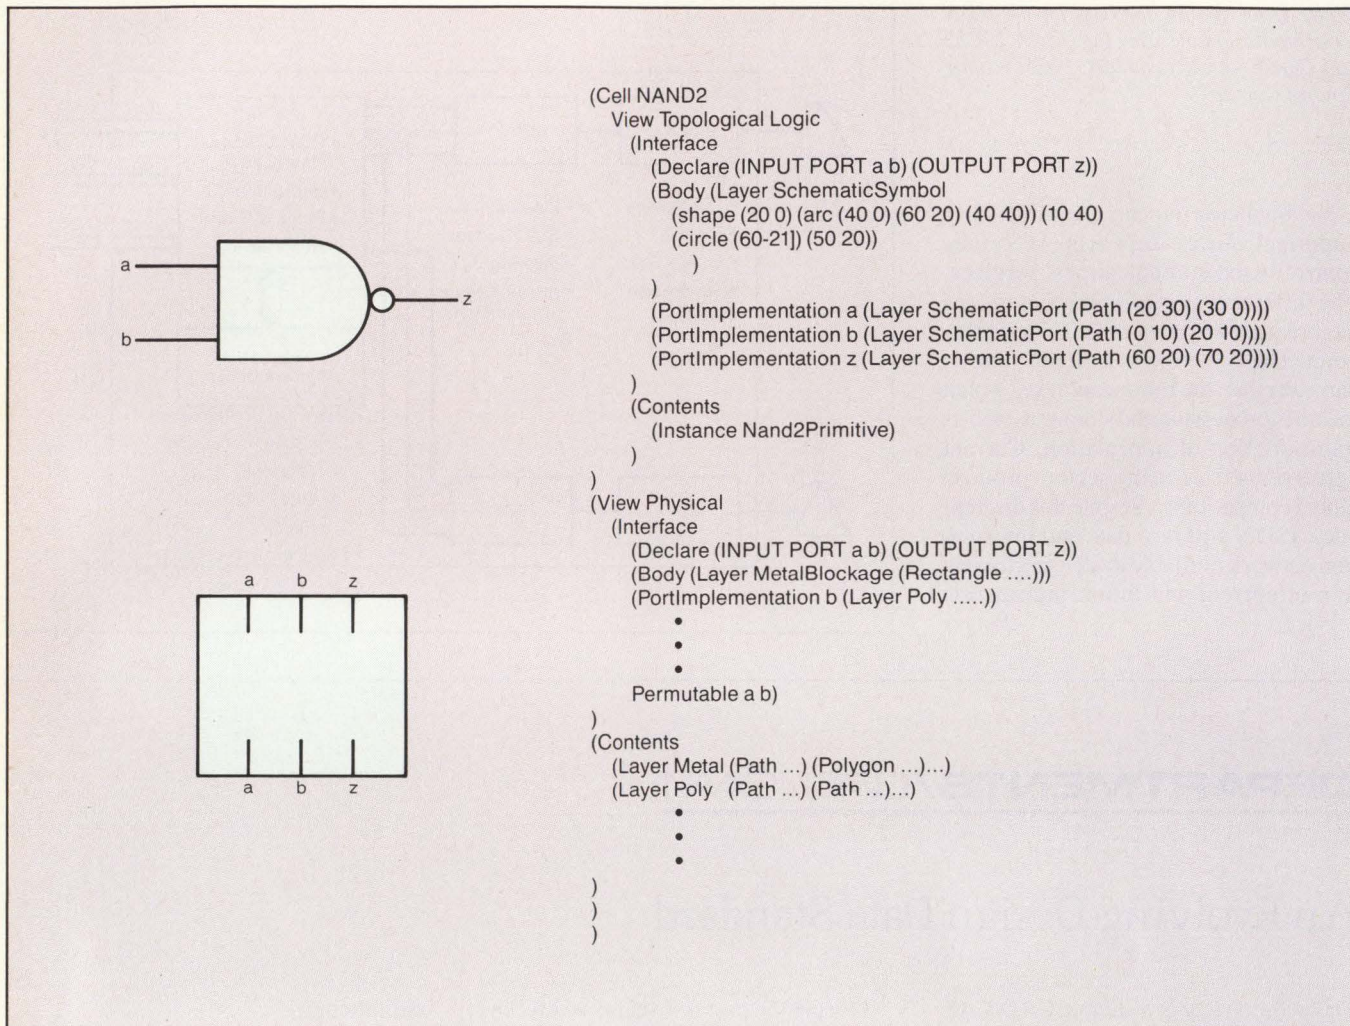 (Cell NAND2
View Topological Logic
(Interface
(Declare (INPUT PORT a b) (OUTPUT PORT z))
(Body (Layer SchematicSymbol
(shape (20 0) (arc (40 0) (60 20) (40 40)) (10 40)
(circle (60-21]) (50 20))
)
)
(PortImplementation a (Layer SchematicPort (Path (20 30) (30 0))))
(PortImplementation b (Layer SchematicPort (Path (0 10) (20 10))))
(PortImplementation z (Layer SchematicPort (Path (60 20) (70 20))))
)
(Contents
(Instance Nand2Primitive)
)
)
(View Physical
(Interface
(Declare (INPUT PORT a b) (OUTPUT PORT z))
(Body (Layer MetalBlockage (Rectangle ....)))
(PortImplementation b (Layer Poly .....))
•
•
•
Permutable a b)
)
(Contents
(Layer Metal (Path ...) (Polygon ...)...)
(Layer Poly (Path ...) (Path ...)...)
•
•
•
)
)
)
a
z
b
a b z
a b z